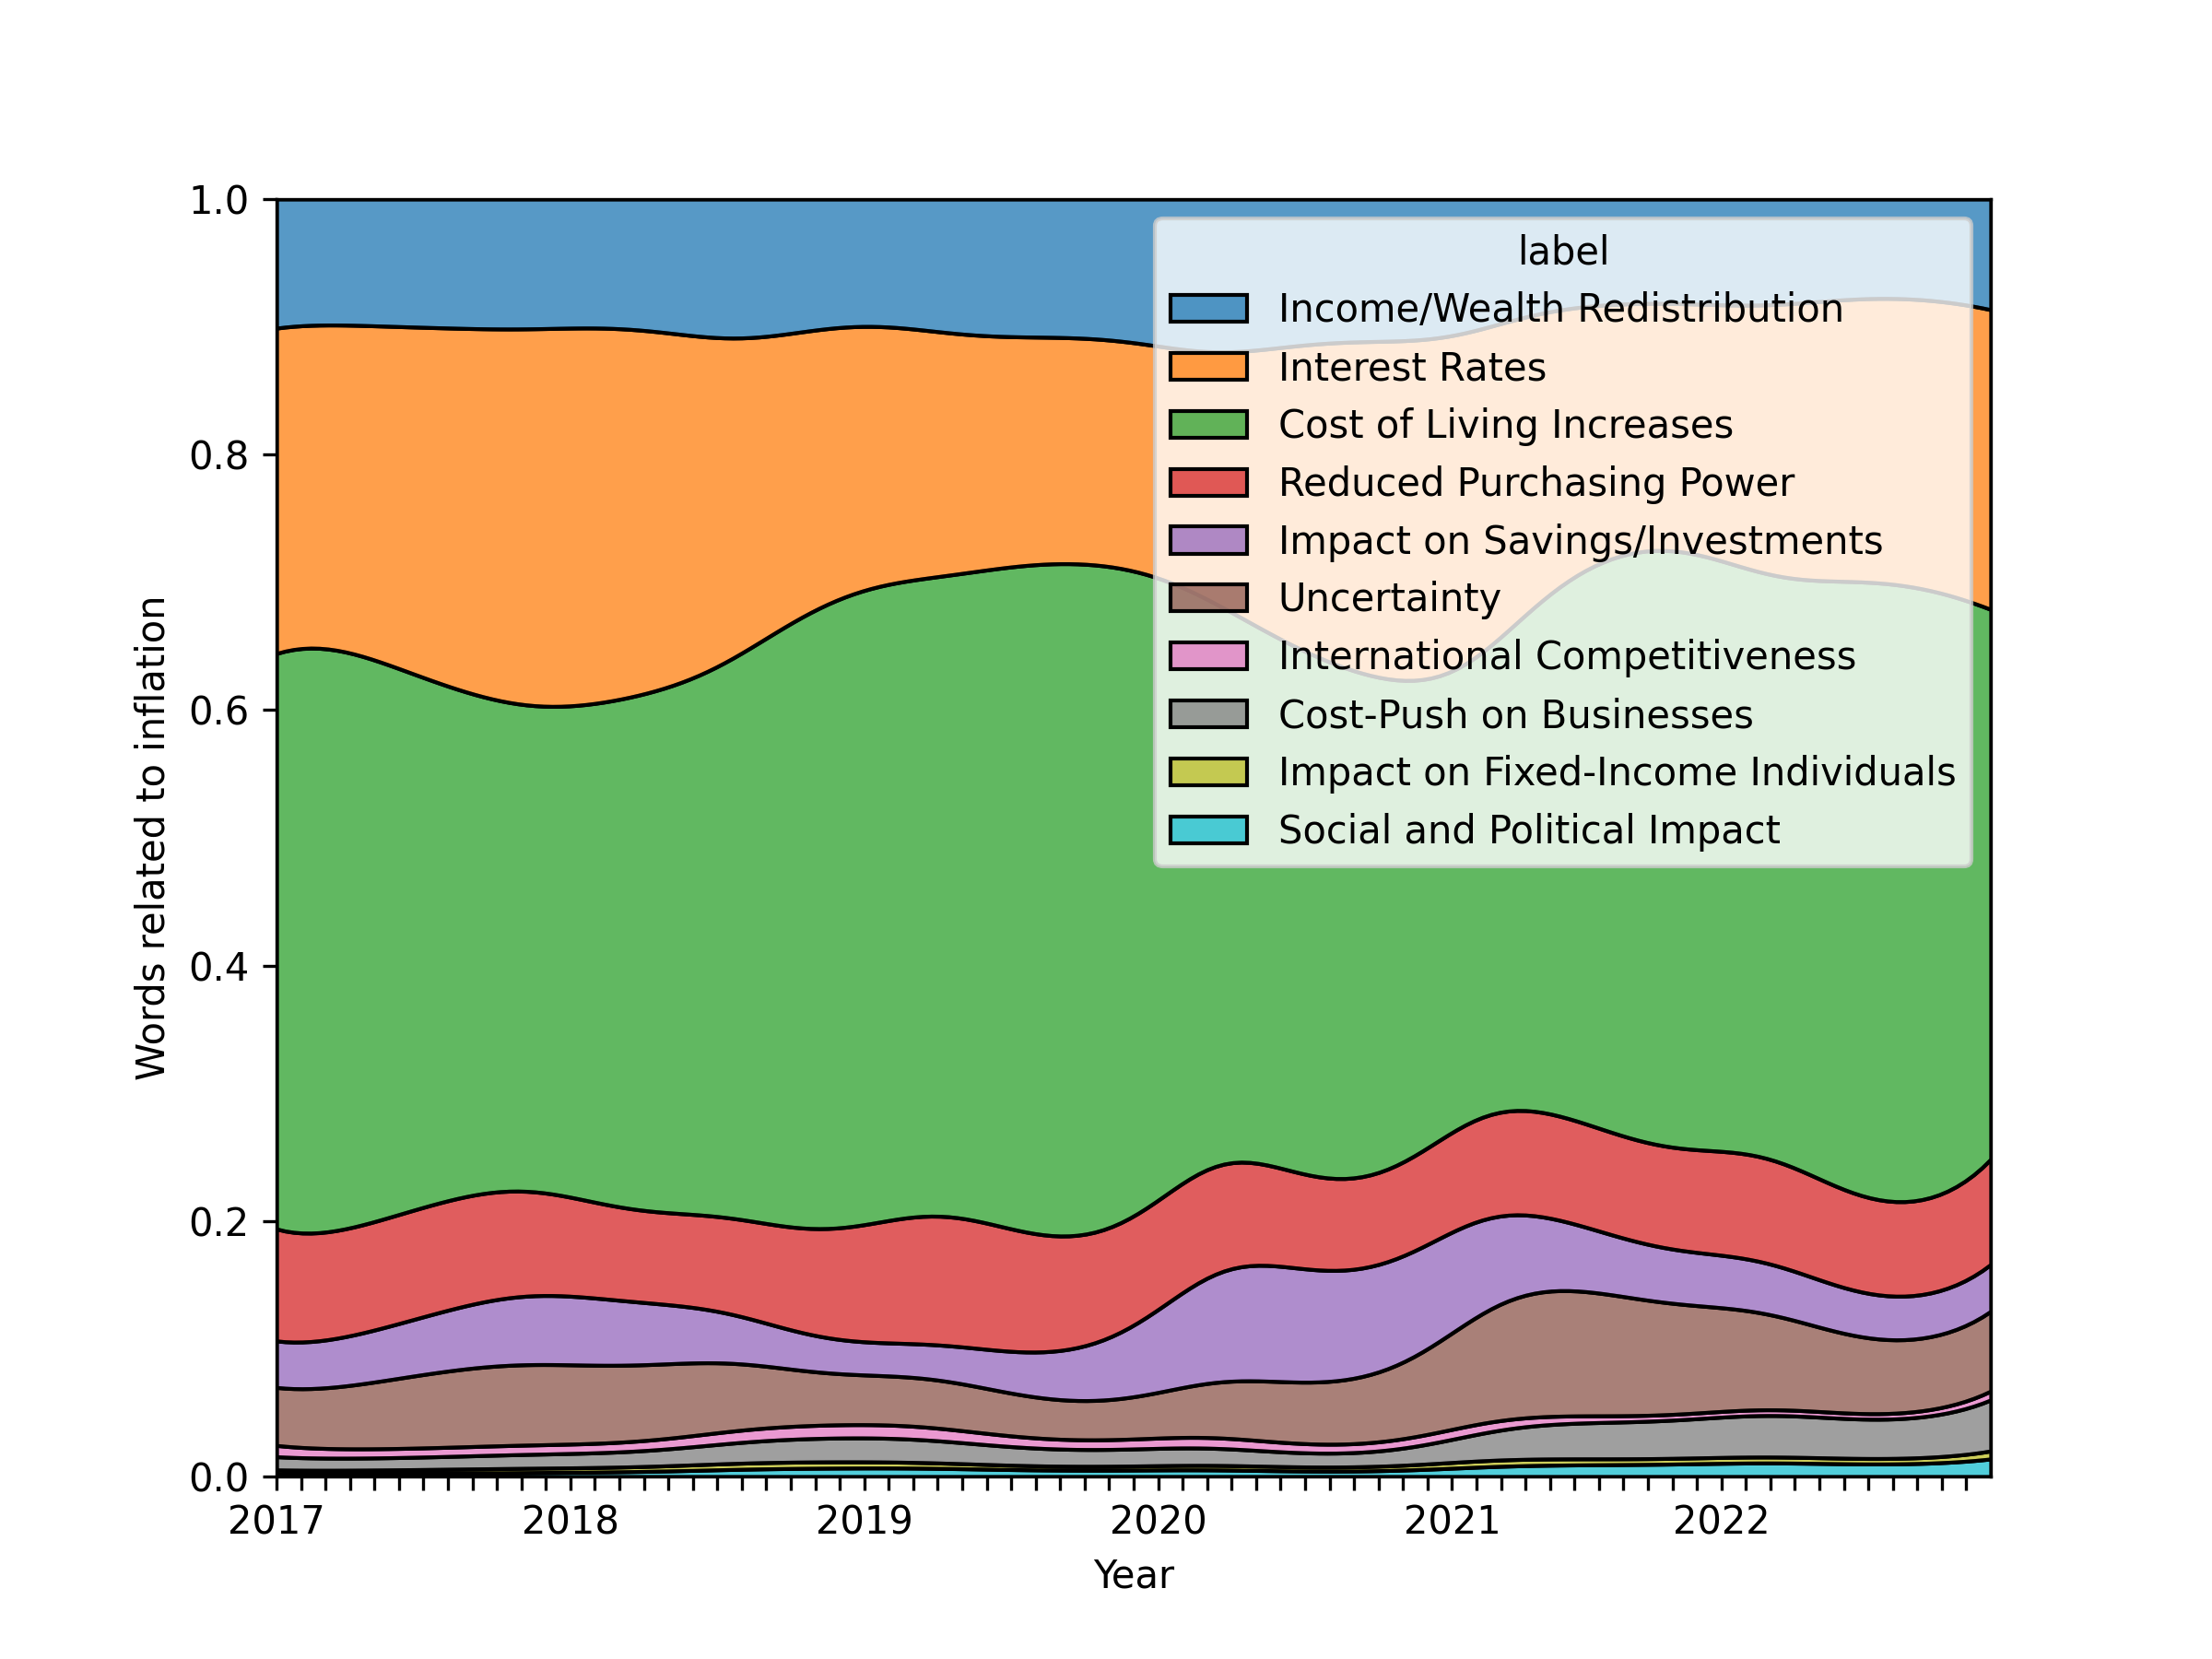 1.0
0.8
0.6
0.4
0.2
0.0
Words related to inflation
label
Income/Wealth Redistribution
Interest Rates
Cost of Living Increases
Reduced Purchasing Power
Impact on Savings/Investments
Uncertainty
International Competitiveness
Cost-Push on Businesses
Impact on Fixed-Income Individuals
Social and Political Impact
2017 2018 2019 2020 2021 2022
Year